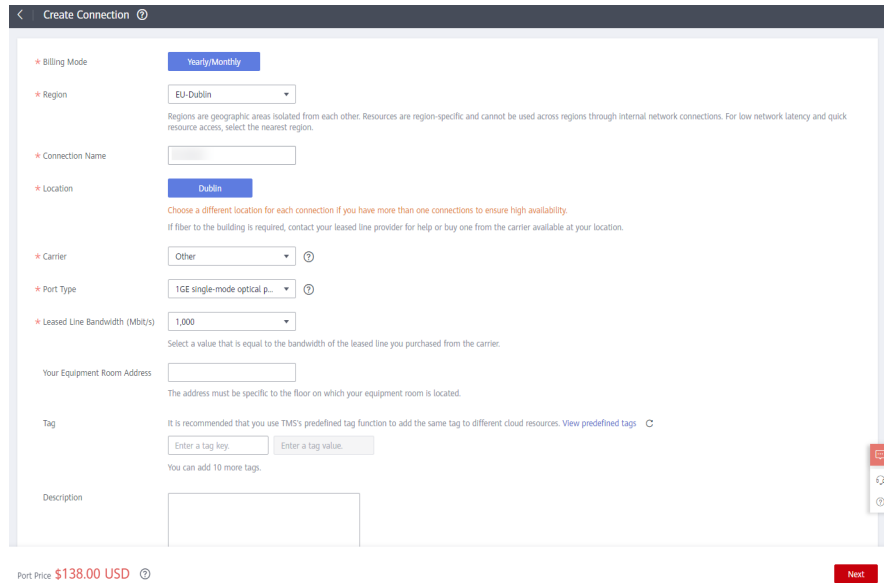 Create Connection
* Billing Mode
Yearly/Monthly
* Region
EU-Dublin
Regions are geographic areas isolated from each other. Resources are region-specific and cannot be used across regions through internal network connections. For low network latency and quick
resource access, select the nearest region.
* Connection Name
* Location
Dublin
Choose a different location for each connection if you have more than one connections to ensure high availability.
If fiber to the building is required, contact your leased line provider for help or buy one from the carrier available at your location.
* Carrier
Other
* Port Type
1GE single-mode optical p...
* Leased Line Bandwidth (Mbit/s)
1,000
Select a value that is equal to the bandwidth of the leased line you purchased from the carrier.
Your Equipment Room Address
The address must be specific to the floor on which your equipment room is located.
Tag
It is recommended that you use TMS's predefined tag function to add the same tag to different cloud resources. View predefined tags
Enter a tag key.
Enter a tag value.
You can add 10 more tags.
Description
Port Price $138.00 USD
Next